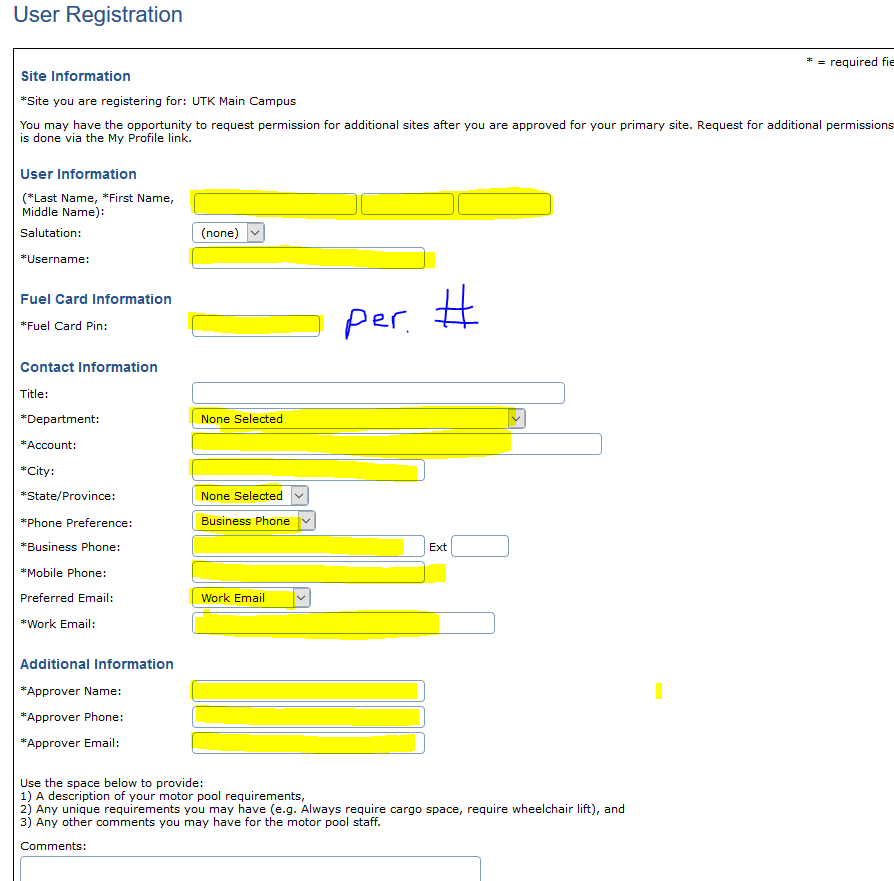 User Registration
* = required fie
Site Information
*Site you are registering for: UTK Main Campus
You may have the opportunity to request permission for additional sites after you are approved for your primary site. Request for additional permissions
is done via the My Profile link.
User Information
(*Last Name, *First Name,
Middle Name):
Salutation: (none)
*Username:
Fuel Card Information
*Fuel Card Pin: per. #
Contact Information
Title:
*Department: None Selected
*Account:
*City:
*State/Province: None Selected
*Phone Preference: Business Phone
*Business Phone: Ext
*Mobile Phone:
Preferred Email: Work Email
*Work Email:
Additional Information
*Approver Name:
*Approver Phone:
*Approver Email:
Use the space below to provide:
1) A description of your motor pool requirements,
2) Any unique requirements you may have (e.g. Always require cargo space, require wheelchair lift), and
3) Any other comments you may have for the motor pool staff.
Comments: